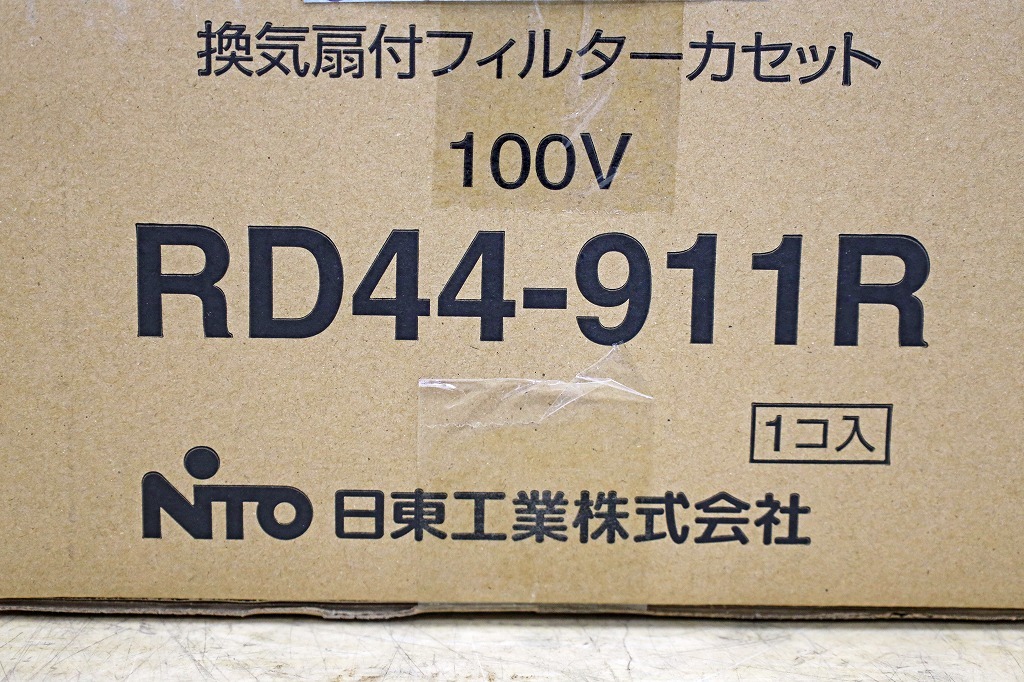 換気扇付フィルターカセット
100V
RD44-911R
1コ入
NITO 日東工業株式会社